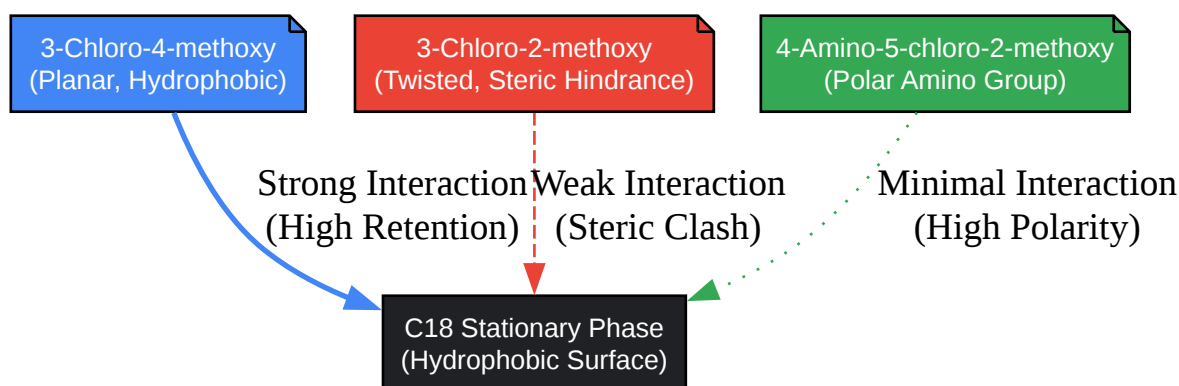 3-Chloro-4-methoxy
(Planar, Hydrophobic)
3-Chloro-2-methoxy
(Twisted, Steric Hindrance)
4-Amino-5-chloro-2-methoxy
(Polar Amino Group)
Strong Interaction
(High Retention)
Weak Interaction
(Steric Clash)
Minimal Interaction
(High Polarity)
C18 Stationary Phase
(Hydrophobic Surface)